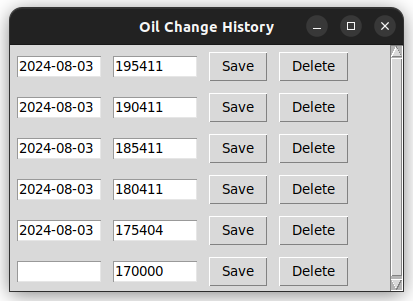 Oil Change History
2024-08-03 195411 Save Delete
2024-08-03 190411 Save Delete
2024-08-03 185411 Save Delete
2024-08-03 180411 Save Delete
2024-08-03 175404 Save Delete
170000 Save Delete